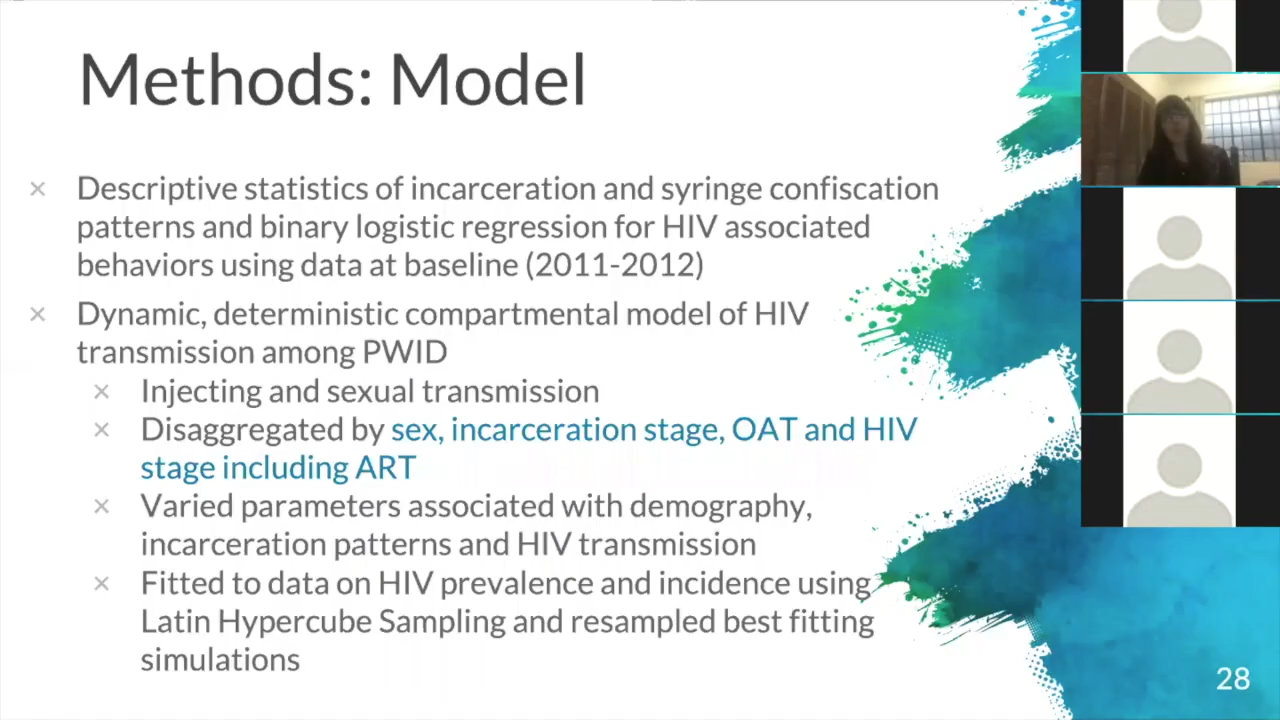 Methods: Model
× Descriptive statistics of incarceration and syringe confiscation
patterns and binary logistic regression for HIV associated
behaviors using data at baseline (2011-2012)
× Dynamic, deterministic compartmental model of HIV
transmission among PWID
× Injecting and sexual transmission
× Disaggregated by sex, incarceration stage, OAT and HIV
stage including ART
× Varied parameters associated with demography,
incarceration patterns and HIV transmission
× Fitted to data on HIV prevalence and incidence using
Latin Hypercube Sampling and resampled best fitting
simulations
28